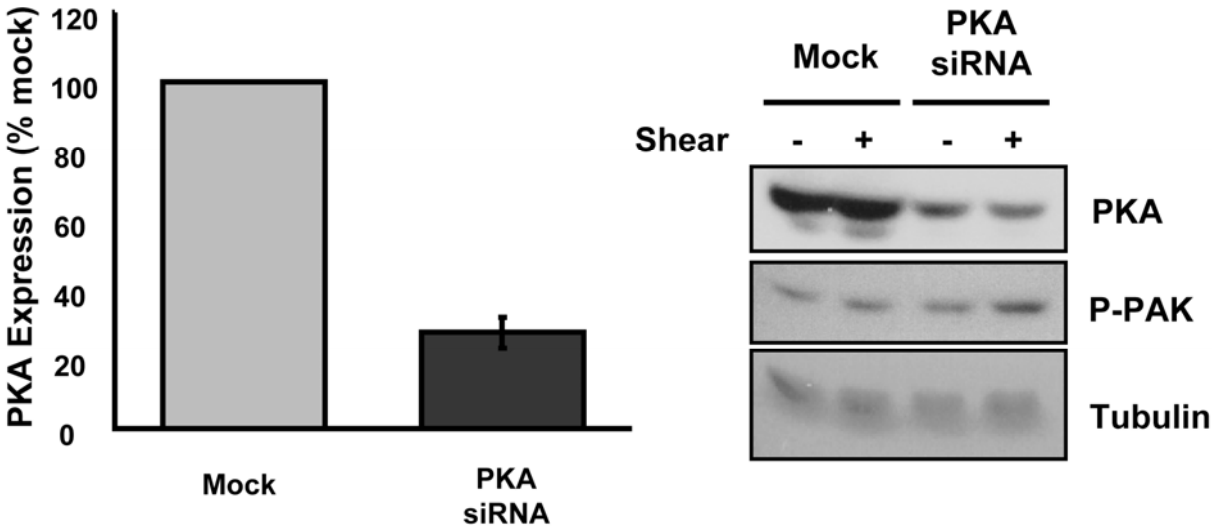 PKA Expression (% mock)
120
100
80
60
40
20
0
Mock
PKA
siRNA
Mock
PKA
siRNA
Shear - + - +
PKA
P-PAK
Tubulin